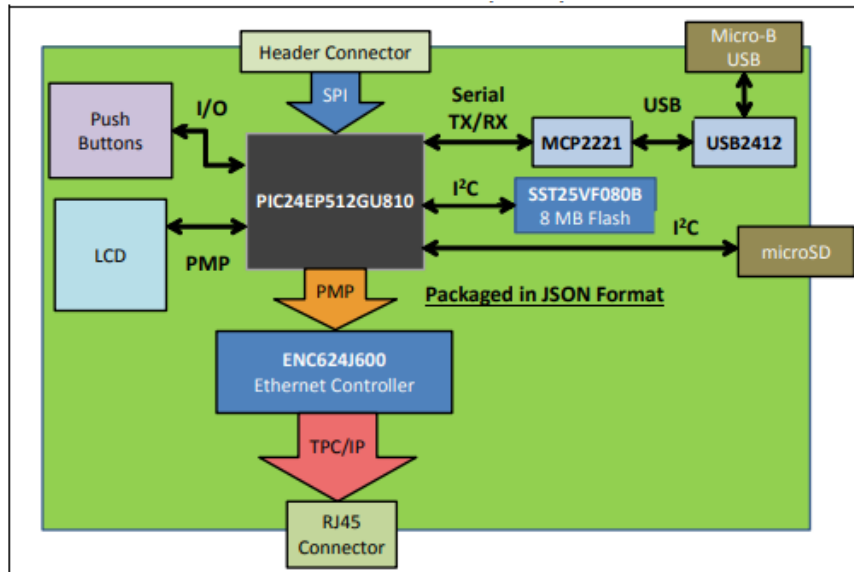 Header Connector
Micro-B
USB
SPI
I/O
Push
Buttons
Serial
TX/RX
USB
MCP2221
USB2412
PIC24EP512GU810
I²C
SST25VF080B
8 MB Flash
LCD
PMP
I²C
microSD
PMP
Packaged in JSON Format
ENC624J600
Ethernet Controller
TPC/IP
RJ45
Connector